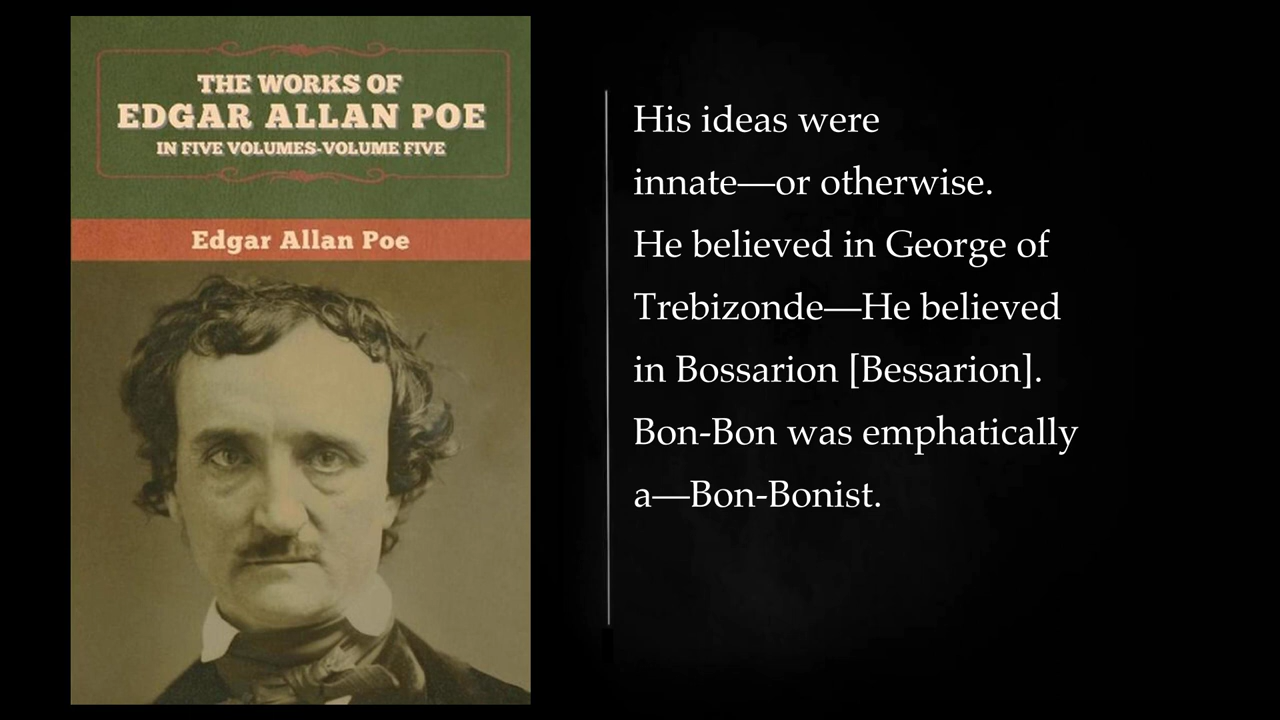 THE WORKS OF
EDGAR ALLAN POE
IN FIVE VOLUMES-VOLUME FIVE
Edgar Allan Poe
His ideas were
innate—or otherwise.
He believed in George of
Trebizonde—He believed
in Bossarion [Bessarion].
Bon-Bon was emphatically
a—Bon-Bonist.